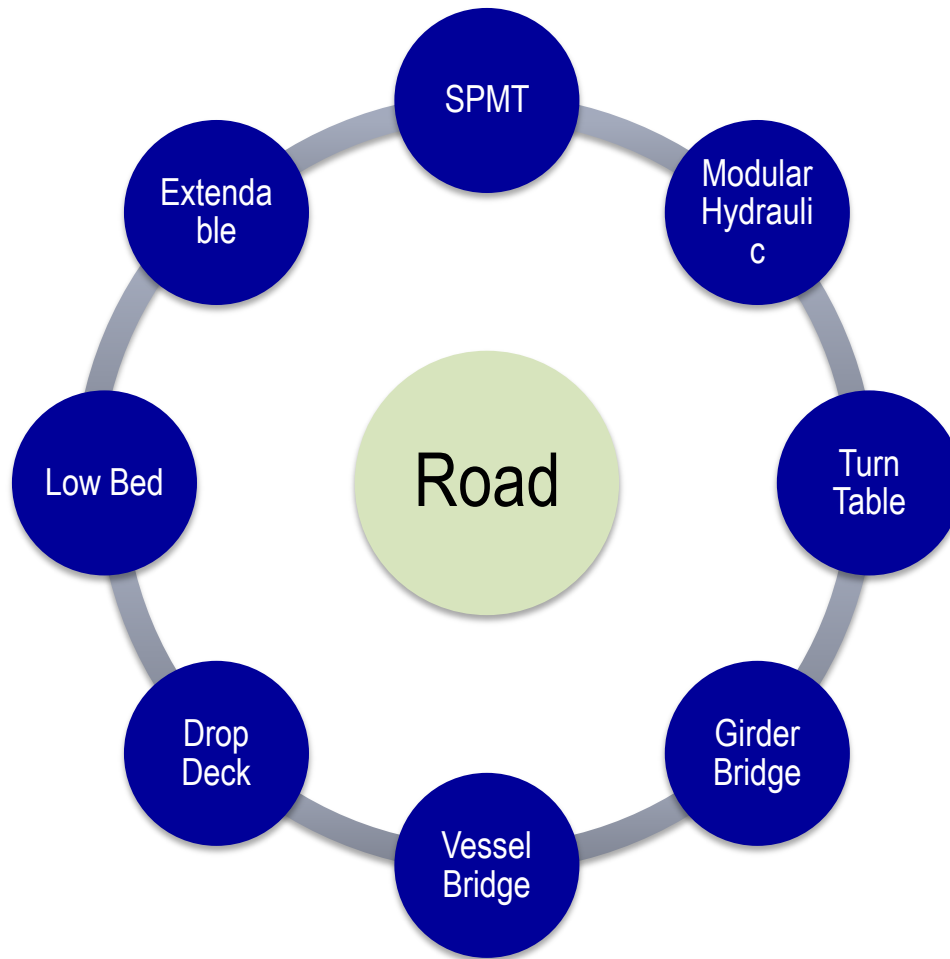 SPMT
Modular
Hydrauli
c
Turn
Table
Girder
Bridge
Vessel
Bridge
Drop
Deck
Low Bed
Extenda
ble
Road